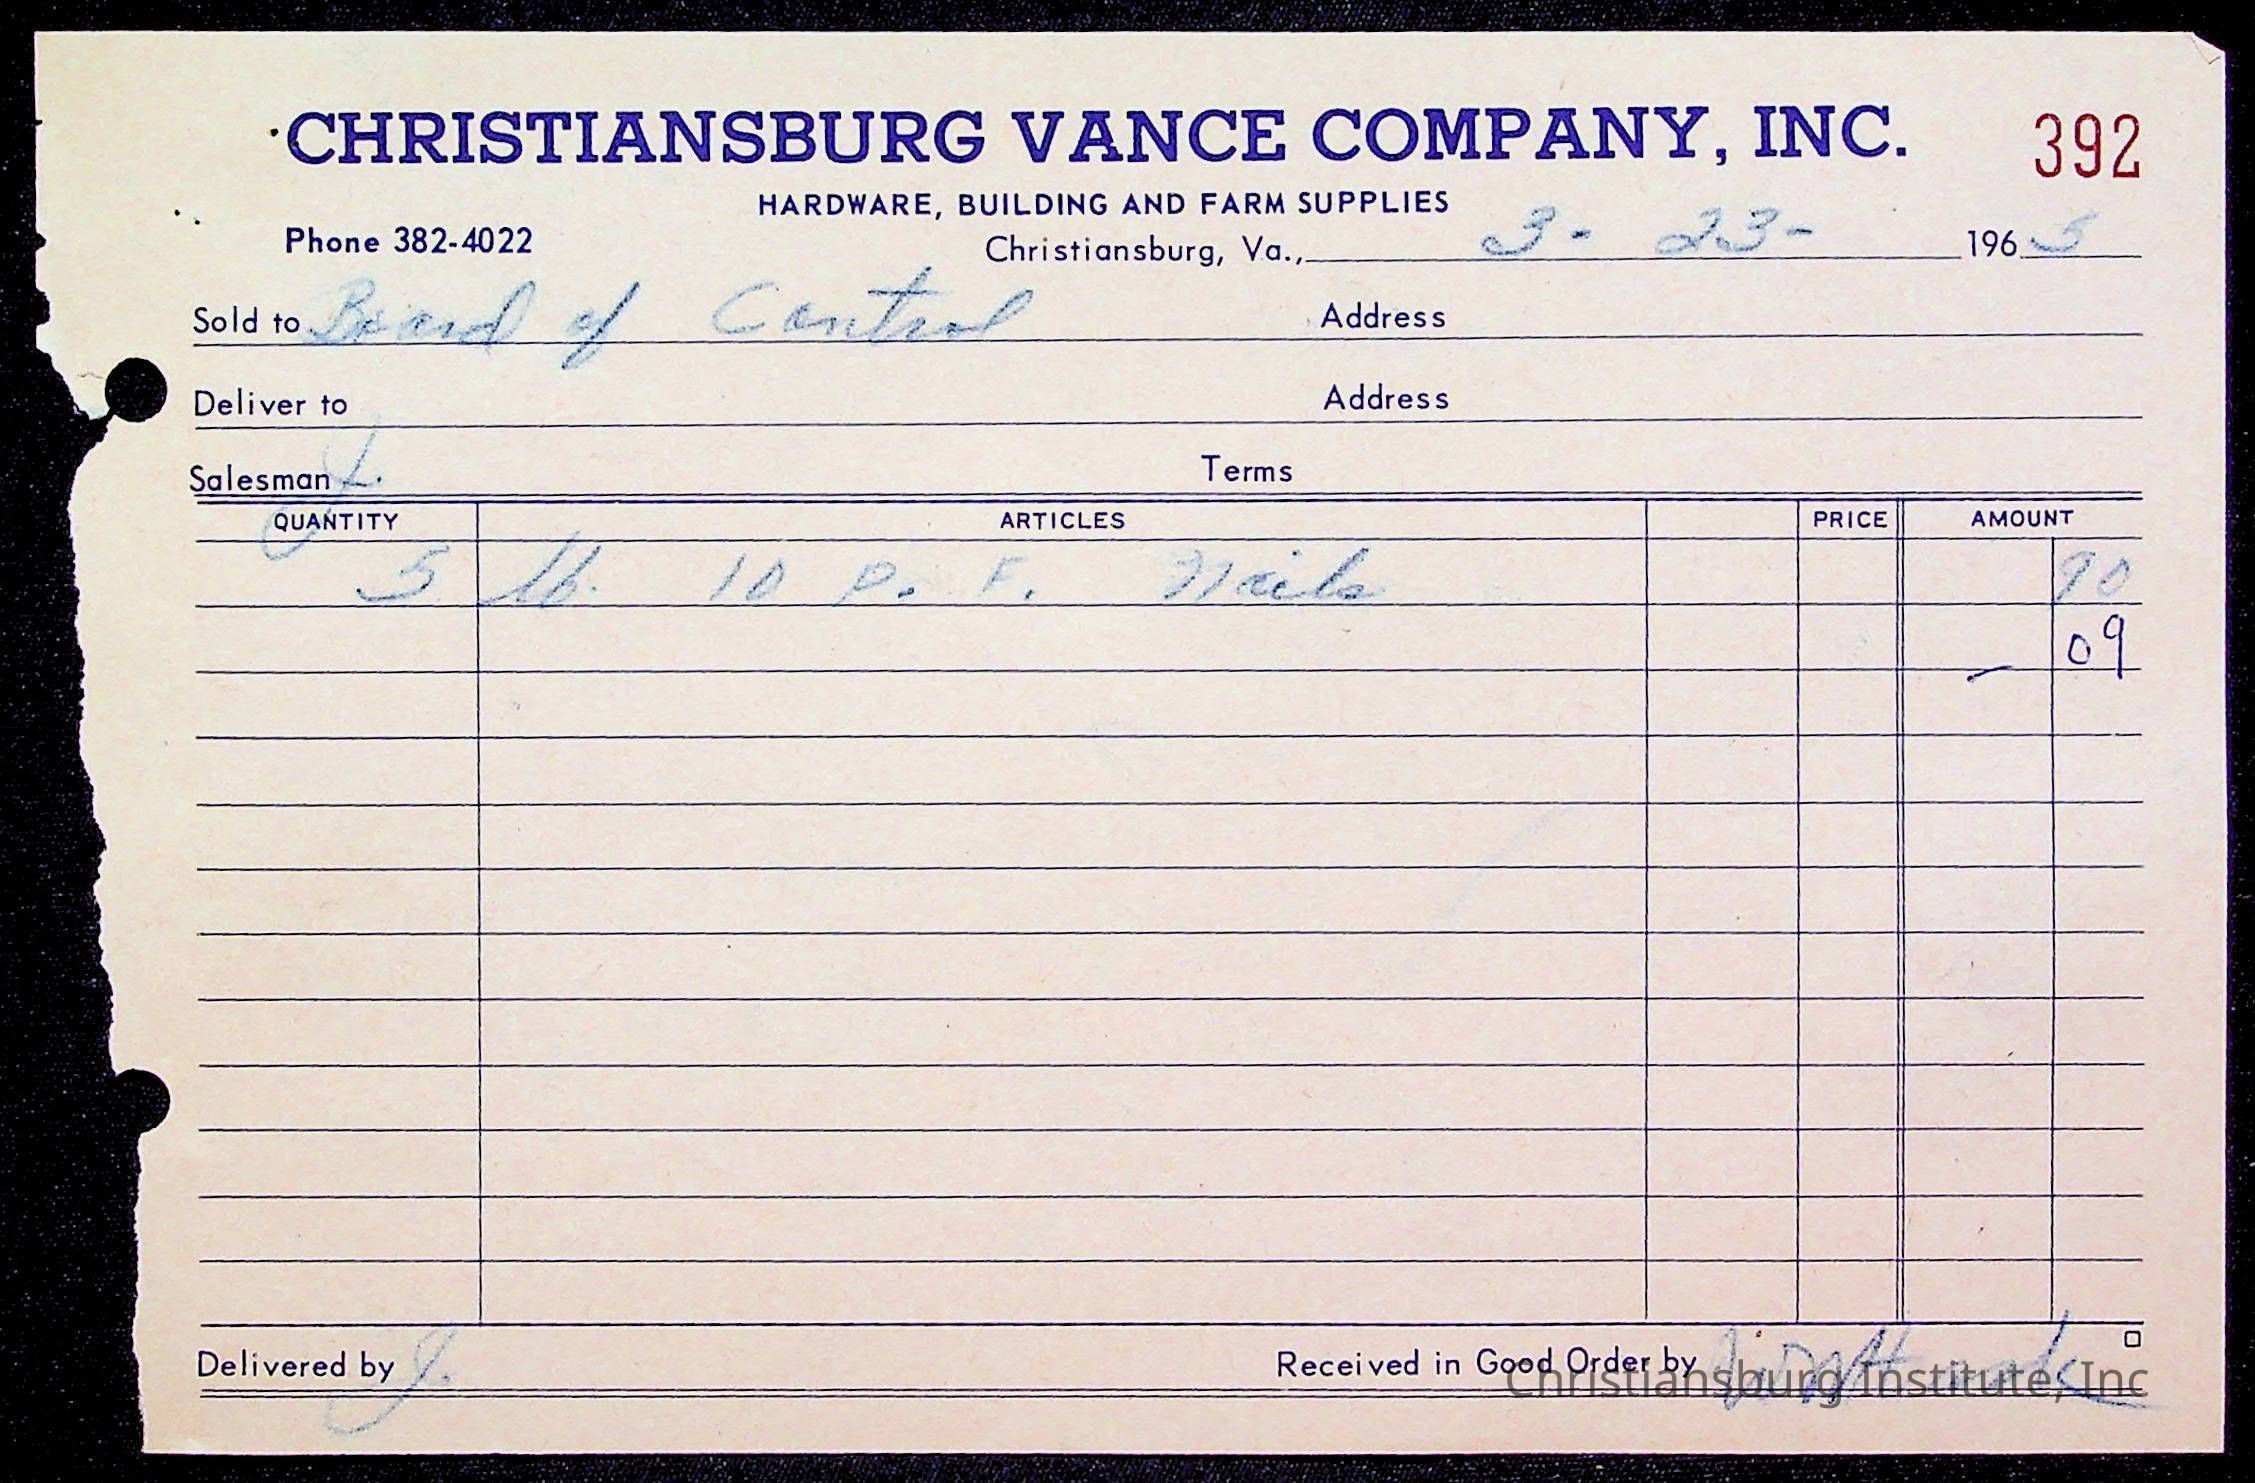 CHRISTIANSBURG VANCE COMPANY, INC. 392
HARDWARE, BUILDING AND FARM SUPPLIES
Phone 382-4022 Christiansburg, Va., 3 - 23 - 1965
Sold to Board of Control Address
Deliver to Address
Salesman J. Terms
QUANTITY ARTICLES PRICE AMOUNT
5 lb. 10 P. F. Nails 90
- 09
Delivered by J. Received in Good Order by
Christiansburg Institute, Inc